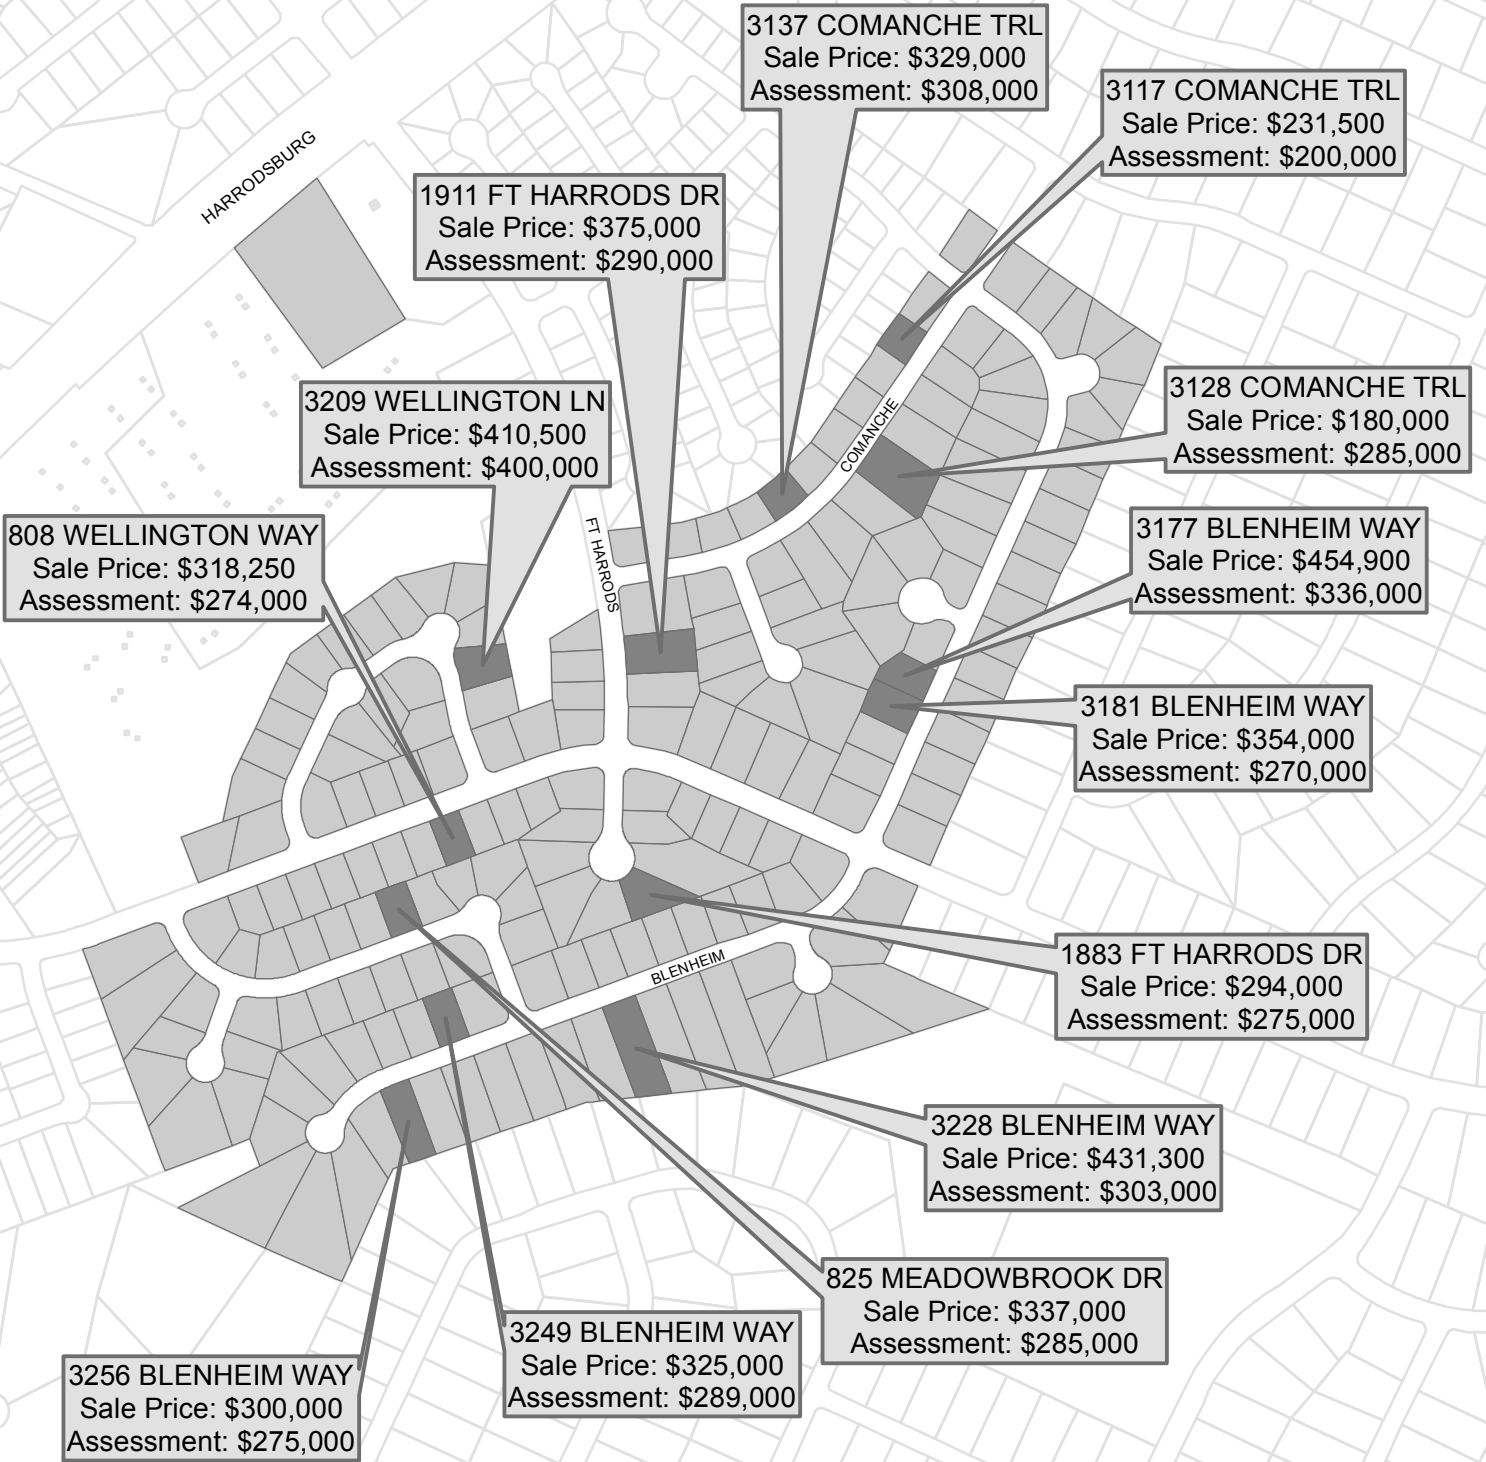 3137 COMANCHE TRL
Sale Price: $329,000
Assessment: $308,000
3117 COMANCHE TRL
Sale Price: $231,500
Assessment: $200,000
HARRODSBURG
1911 FT HARRODS DR
Sale Price: $375,000
Assessment: $290,000
3209 WELLINGTON LN
Sale Price: $410,500
Assessment: $400,000
COMANCHE
3128 COMANCHE TRL
Sale Price: $180,000
Assessment: $285,000
808 WELLINGTON WAY
Sale Price: $318,250
Assessment: $274,000
FT HARRODS
3177 BLENHEIM WAY
Sale Price: $454,900
Assessment: $336,000
3181 BLENHEIM WAY
Sale Price: $354,000
Assessment: $270,000
BLENHEIM
1883 FT HARRODS DR
Sale Price: $294,000
Assessment: $275,000
3228 BLENHEIM WAY
Sale Price: $431,300
Assessment: $303,000
825 MEADOWBROOK DR
Sale Price: $337,000
Assessment: $285,000
3249 BLENHEIM WAY
Sale Price: $325,000
Assessment: $289,000
3256 BLENHEIM WAY
Sale Price: $300,000
Assessment: $275,000